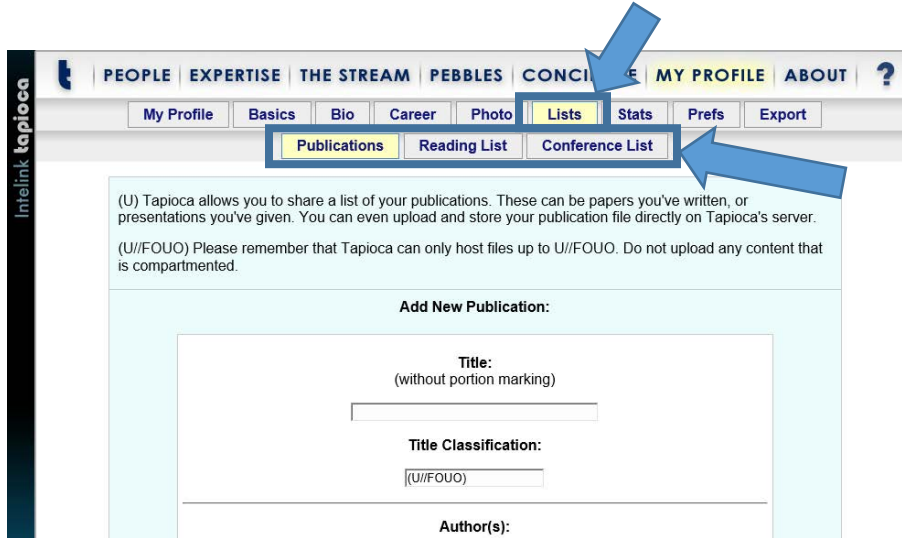 Intelink tapioca
t PEOPLE EXPERTISE THE STREAM PEBBLES CONCI E MY PROFILE ABOUT ?
My Profile Basics Bio Career Photo Lists Stats Prefs Export
Publications Reading List Conference List
(U) Tapioca allows you to share a list of your publications. These can be papers you've written, or
presentations you've given. You can even upload and store your publication file directly on Tapioca's server.
(U//FOUO) Please remember that Tapioca can only host files up to U//FOUO. Do not upload any content that
is compartmented.
Add New Publication:
Title:
(without portion marking)
Title Classification:
(U//FOUO)
Author(s):